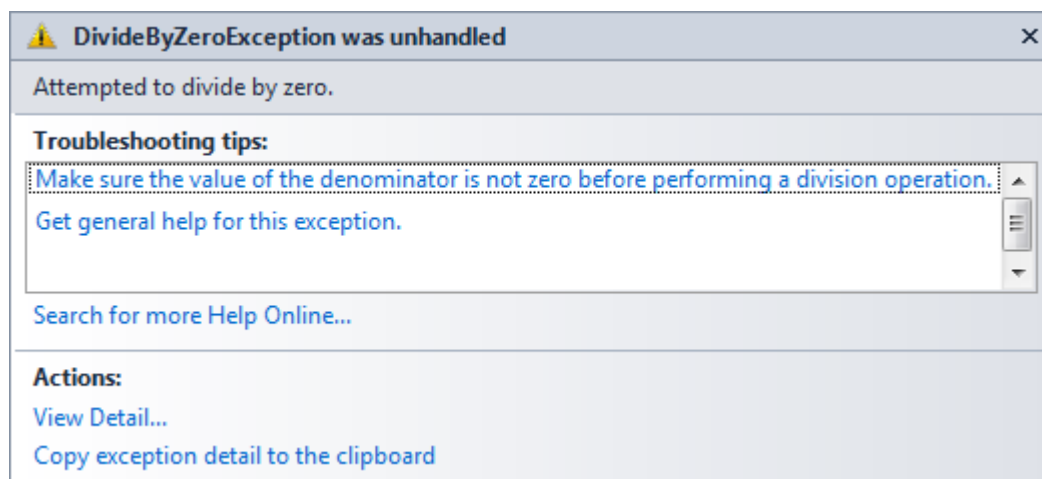 DivideByZeroException was unhandled
Attempted to divide by zero.
Troubleshooting tips:
Make sure the value of the denominator is not zero before performing a division operation.
Get general help for this exception.
Search for more Help Online...
Actions:
View Detail...
Copy exception detail to the clipboard